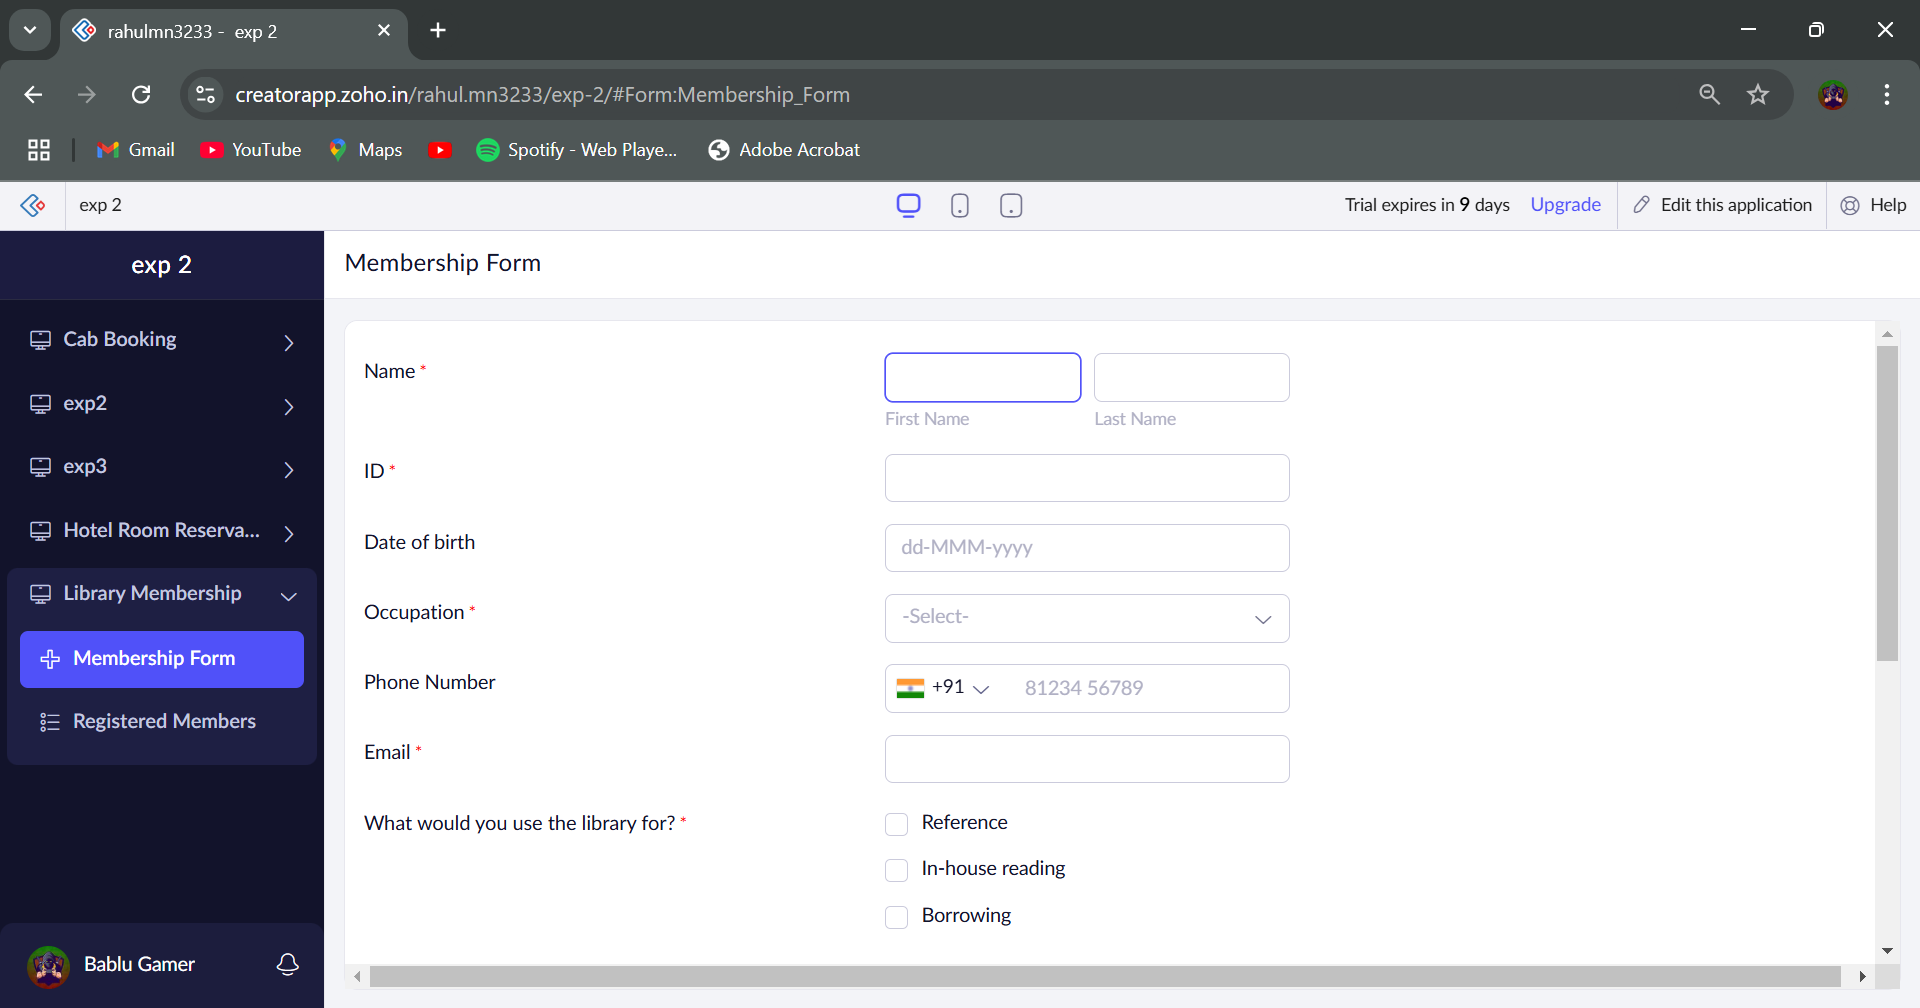 rahulmn3233 - exp 2
creatorapp.zoho.in/rahul.mn3233/exp-2/#Form:Membership_Form
Gmail
YouTube
Maps
Spotify - Web Playe...
Adobe Acrobat
exp 2
Trial expires in 9 days
Upgrade
Edit this application
Help
exp 2
Cab Booking
exp2
exp3
Hotel Room Reserva...
Library Membership
Membership Form
Registered Members
Bablu Gamer
Membership Form
Name *
First Name
Last Name
ID *
Date of birth
dd-MMM-yyyy
Occupation *
-Select-
Phone Number
+91
81234 56789
Email *
What would you use the library for? *
Reference
In-house reading
Borrowing